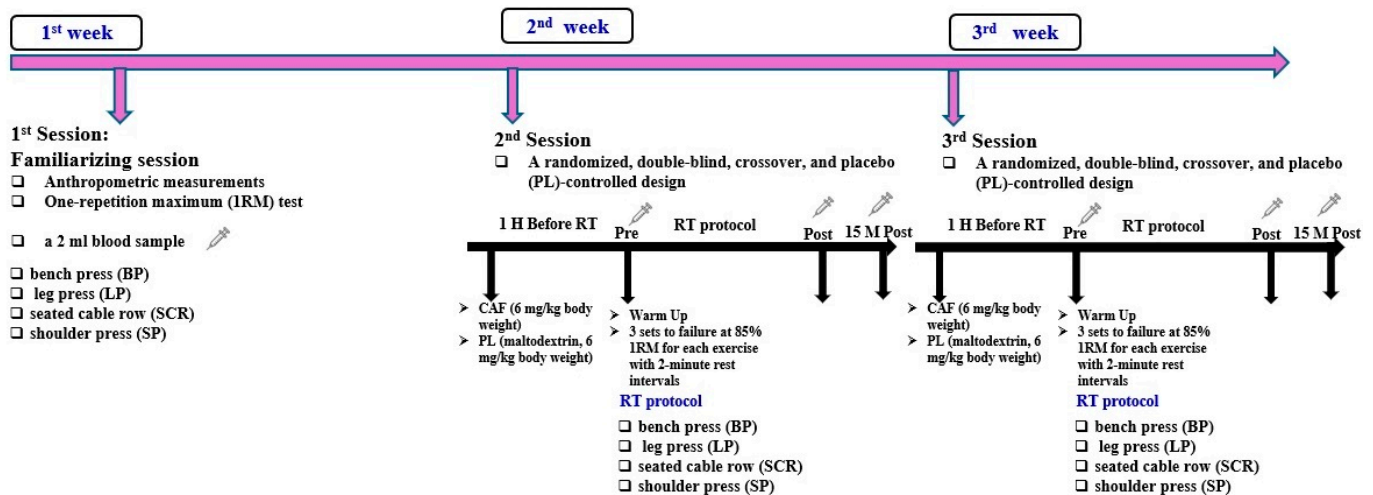 1st week
2nd week
3rd week
1st Session:
Familiarizing session
❑ Anthropometric measurements
❑ One-repetition maximum (1RM) test
❑ a 2 ml blood sample
❑ bench press (BP)
❑ leg press (LP)
❑ seated cable row (SCR)
❑ shoulder press (SP)
2nd Session
❑ A randomized, double-blind, crossover, and placebo
(PL)-controlled design
1 H Before RT
Pre
RT protocol
Post
15 M Post
➢ CAF (6 mg/kg body
weight)
➢ PL (maltodextrin, 6
mg/kg body weight)
➢ Warm Up
➢ 3 sets to failure at 85%
1RM for each exercise
with 2-minute rest
intervals
RT protocol
❑ bench press (BP)
❑ leg press (LP)
❑ seated cable row (SCR)
❑ shoulder press (SP)
3rd Session
❑ A randomized, double-blind, crossover, and placebo
(PL)-controlled design
1 H Before RT
Pre
RT protocol
Post
15 M Post
➢ CAF (6 mg/kg body
weight)
➢ PL (maltodextrin, 6
mg/kg body weight)
➢ Warm Up
➢ 3 sets to failure at 85%
1RM for each exercise
with 2-minute rest
intervals
RT protocol
❑ bench press (BP)
❑ leg press (LP)
❑ seated cable row (SCR)
❑ shoulder press (SP)